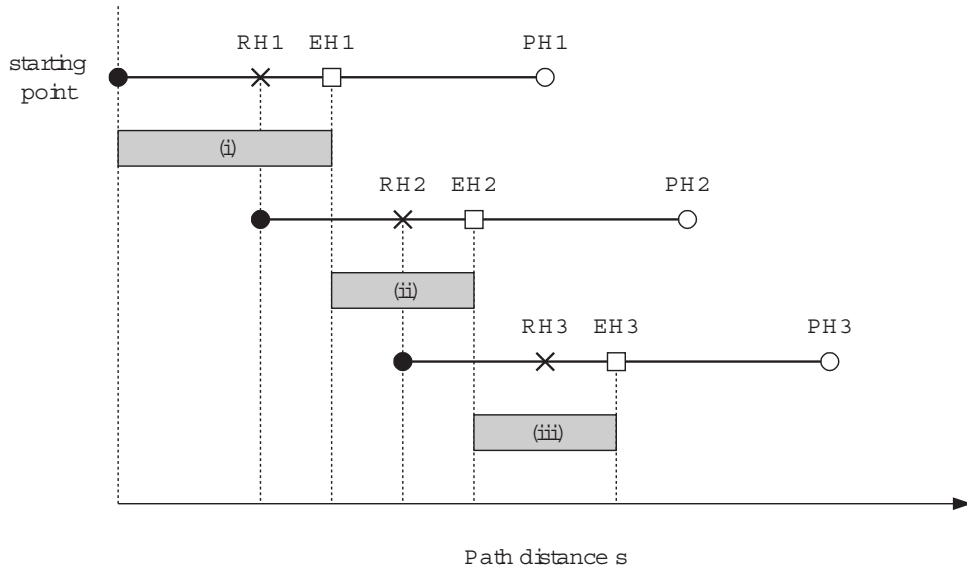 RH1 EH1 PH1
starting
point
(i)
RH2 EH2 PH2
(ii)
RH3 EH3 PH3
(iii)
Path distance s